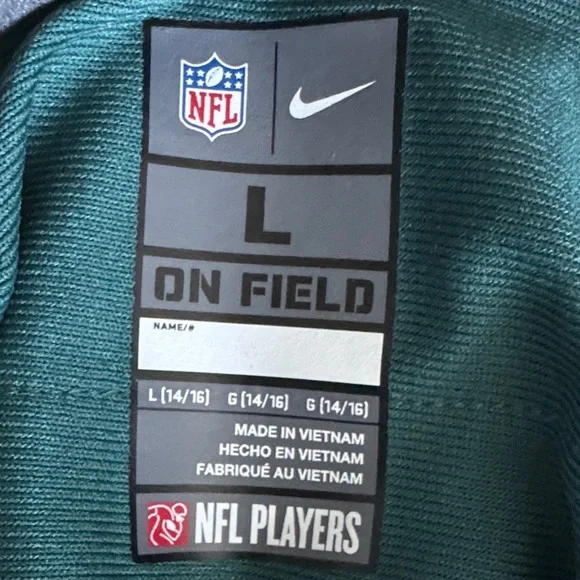 NFL
L
ON FIELD
NAME/#
L (14/16) G (14/16) G (14/16)
MADE IN VIETNAM
HECHO EN VIETNAM
FABRIQUÉ AU VIETNAM
NFL PLAYERS